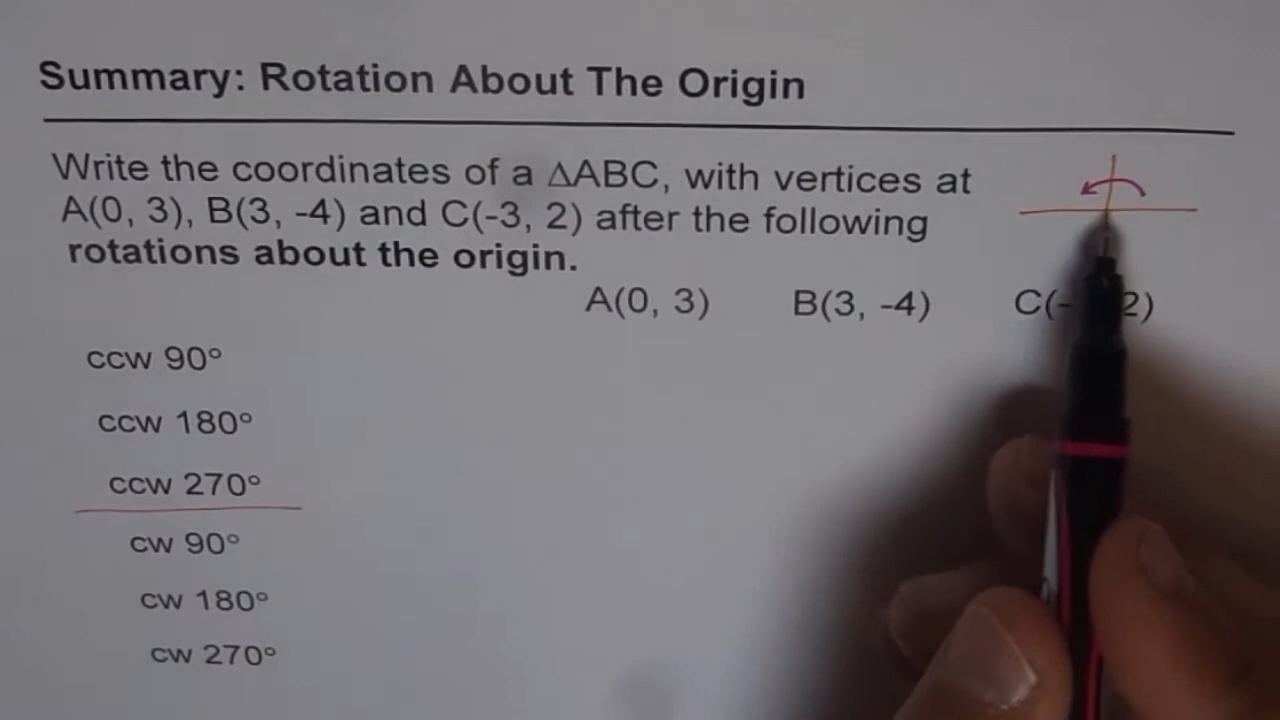 Summary: Rotation About The Origin
Write the coordinates of a ΔABC, with vertices at
A(0, 3), B(3, -4) and C(-3, 2) after the following
rotations about the origin.
A(0, 3) B(3, -4) C(- 2)
ccw 90°
ccw 180°
ccw 270°
cw 90°
cw 180°
cw 270°